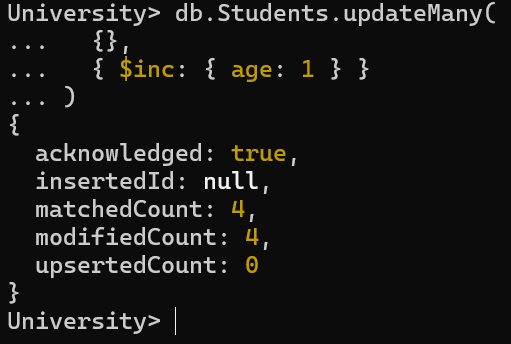 University> db.Students.updateMany(
...   {},
...   { $inc: { age: 1 } }
... )
{
  acknowledged: true,
  insertedId: null,
  matchedCount: 4,
  modifiedCount: 4,
  upsertedCount: 0
}
University>